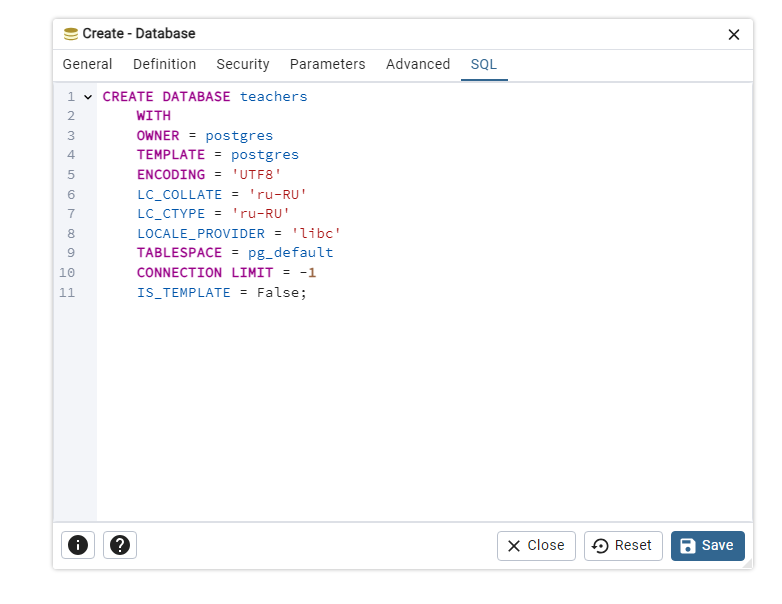 Create - Database
General Definition Security Parameters Advanced SQL
1 CREATE DATABASE teachers
2 WITH
3 OWNER = postgres
4 TEMPLATE = postgres
5 ENCODING = 'UTF8'
6 LC_COLLATE = 'ru-RU'
7 LC_CTYPE = 'ru-RU'
8 LOCALE_PROVIDER = 'libc'
9 TABLESPACE = pg_default
10 CONNECTION LIMIT = -1
11 IS_TEMPLATE = False;
Close Reset Save